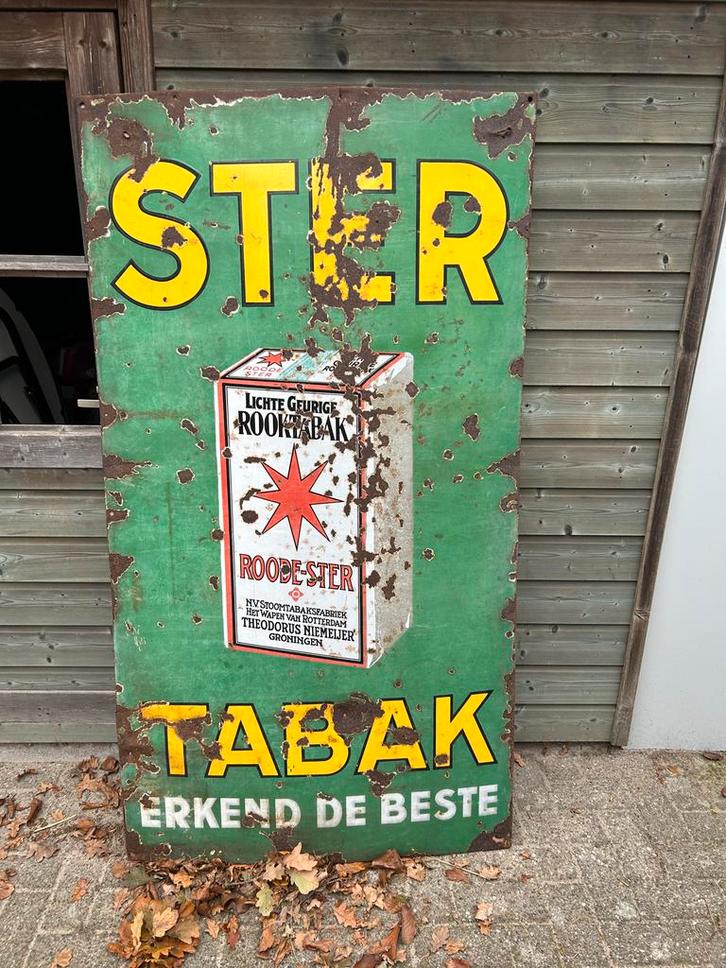 STER
ROODE
STER
LICHTE GEURIGE
ROOKTABAK
ROODE-STER
N.V. STOOMTABAKSFABRIEK
HET WAPEN VAN ROTTERDAM
THEODORUS NIEMEIJER
GRONINGEN
TABAK
ERKEND DE BESTE